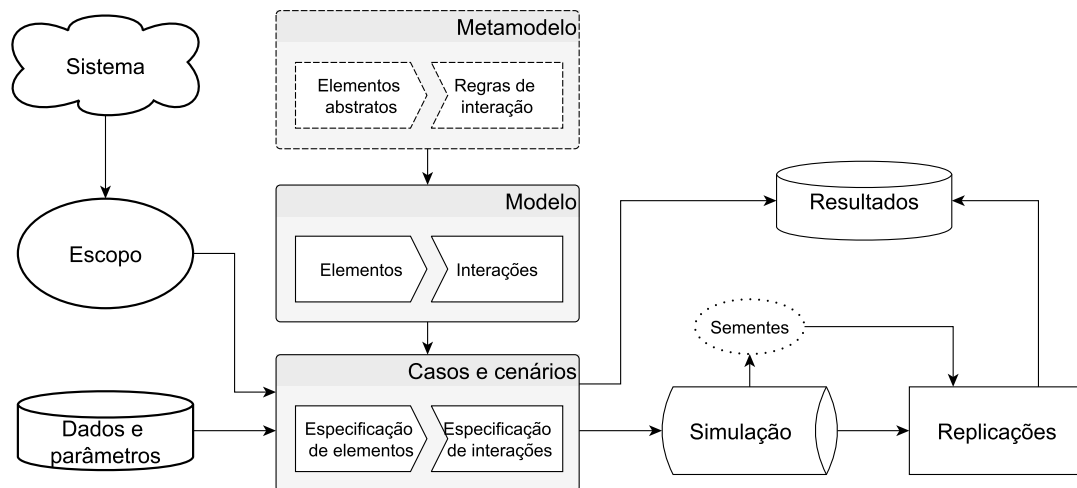 Sistema
Metamodelo
Elementos
abstratos
Regras de
interação
Escopo
Modelo
Elementos
Interações
Resultados
Sementes
Dados e
parâmetros
Casos e cenários
Especificação
de elementos
Especificação
de interações
Simulação
Replicações